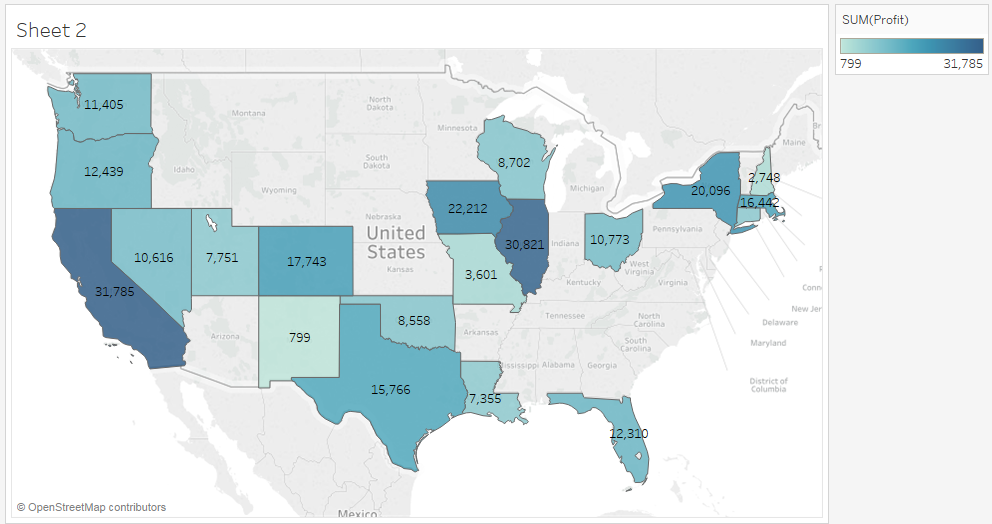 Sheet 2
SUM(Profit)
799 31,785
11,405
Montana
North
Dakota
Minnesota
Maine
12,439
Idaho
South
Dakota
8,702
Michigan
2,748
Wyoming
20,096
16,442
Nebraska
22,212
United
States
Pennsylvania
10,616
7,751
17,743
Kansas
30,821
Indiana
10,773
31,785
3,601
West
Virginia
Kentucky
Virginia
799
8,558
Arizona
Arkansas
Tennessee
North
Carolina
Delaware
South
Carolina
Maryland
15,766
Alabama
Georgia
7,355
District of
Columbia
12,310
© OpenStreetMap contributors
Mexico